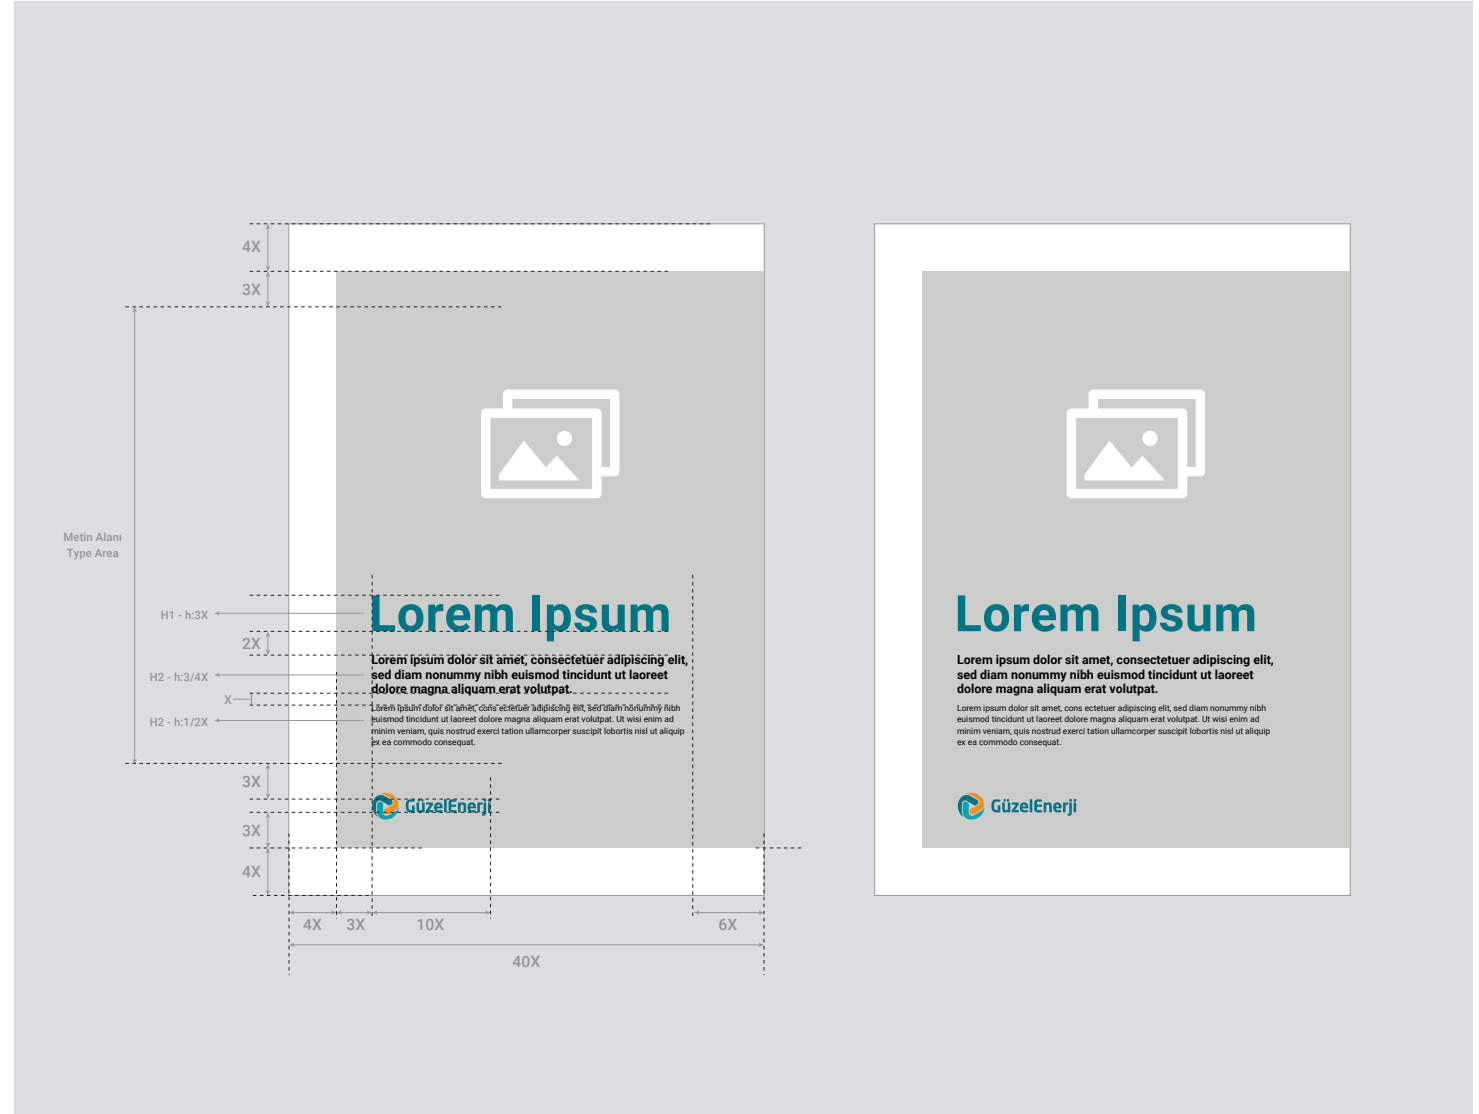 4X
3X
Metin Alanı
Type Area
H1 - h:3X
2X
H2 - h:3/4X
X
H2 - h:1/2X
3X
3X
4X
Lorem Ipsum
Lorem ipsum dolor sit amet, consectetuer adipiscing elit,
sed diam nonummy nibh euismod tincidunt ut laoreet
dolore magna aliquam erat volutpat.
Lorem ipsum dolor sit amet, cons ectetuer adipiscing elit, sed diam nonummy nibh
euismod tincidunt ut laoreet dolore magna aliquam erat volutpat. Ut wisi enim ad
minim veniam, quis nostrud exerci tation ullamcorper suscipit lobortis nisl ut aliquip
ex ea commodo consequat.
GüzelEnerji
4X
3X
10X
6X
40X
Lorem Ipsum
Lorem ipsum dolor sit amet, consectetuer adipiscing elit,
sed diam nonummy nibh euismod tincidunt ut laoreet
dolore magna aliquam erat volutpat.
Lorem ipsum dolor sit amet, cons ectetuer adipiscing elit, sed diam nonummy nibh
euismod tincidunt ut laoreet dolore magna aliquam erat volutpat. Ut wisi enim ad
minim veniam, quis nostrud exerci tation ullamcorper suscipit lobortis nisl ut aliquip
ex ea commodo consequat.
GüzelEnerji